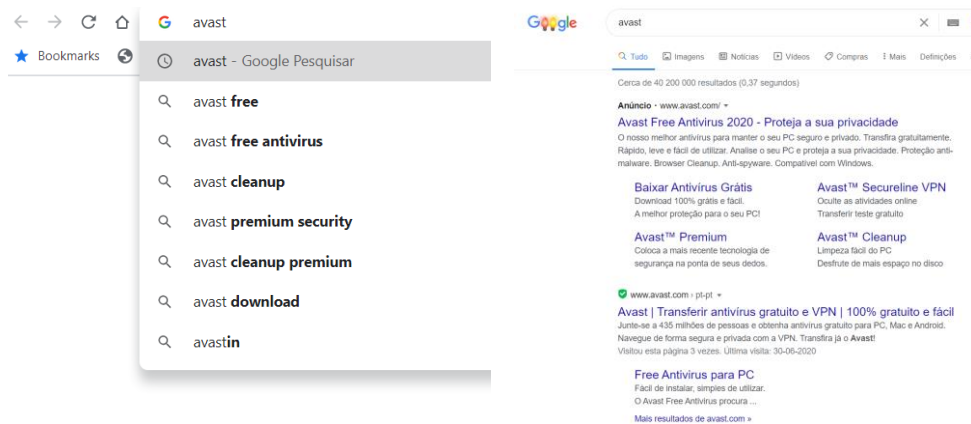 avast
Bookmarks
avast - Google Pesquisar
avast free
avast free antivirus
avast cleanup
avast premium security
avast cleanup premium
avast download
avastin
Google
avast
Tudo
Imagens
Notícias
Vídeos
Compras
Mais
Definições
Cerca de 40 200 000 resultados (0,37 segundos)
Anúncio · www.avast.com/
Avast Free Antivirus 2020 - Proteja a sua privacidade
O nosso melhor antivírus para manter o seu PC seguro e privado. Transfira gratuitamente.
Rápido, leve e fácil de utilizar. Analise o seu PC e proteja a sua privacidade. Proteção anti-
malware. Browser Cleanup. Anti-spyware. Compatível com Windows.
Baixar Antivírus Grátis
Download 100% grátis e fácil.
A melhor proteção para o seu PC!
Avast™ Secureline VPN
Oculte as atividades online
Transferir teste gratuito
Avast™ Premium
Coloca a mais recente tecnologia de
segurança na ponta de seus dedos.
Avast™ Cleanup
Limpeza fácil do PC
Desfrute de mais espaço no disco
www.avast.com › pt-pt
Avast | Transferir antivírus gratuito e VPN | 100% gratuito e fácil
Junte-se a 435 milhões de pessoas e obtenha antivírus gratuito para PC, Mac e Android.
Navegue de forma segura e privada com a VPN. Transfira já o Avast!
Visitou esta página 3 vezes. Última visita: 30-06-2020
Free Antivirus para PC
Fácil de instalar, simples de utilizar.
O Avast Free Antivirus procura ...
Mais resultados de avast.com »